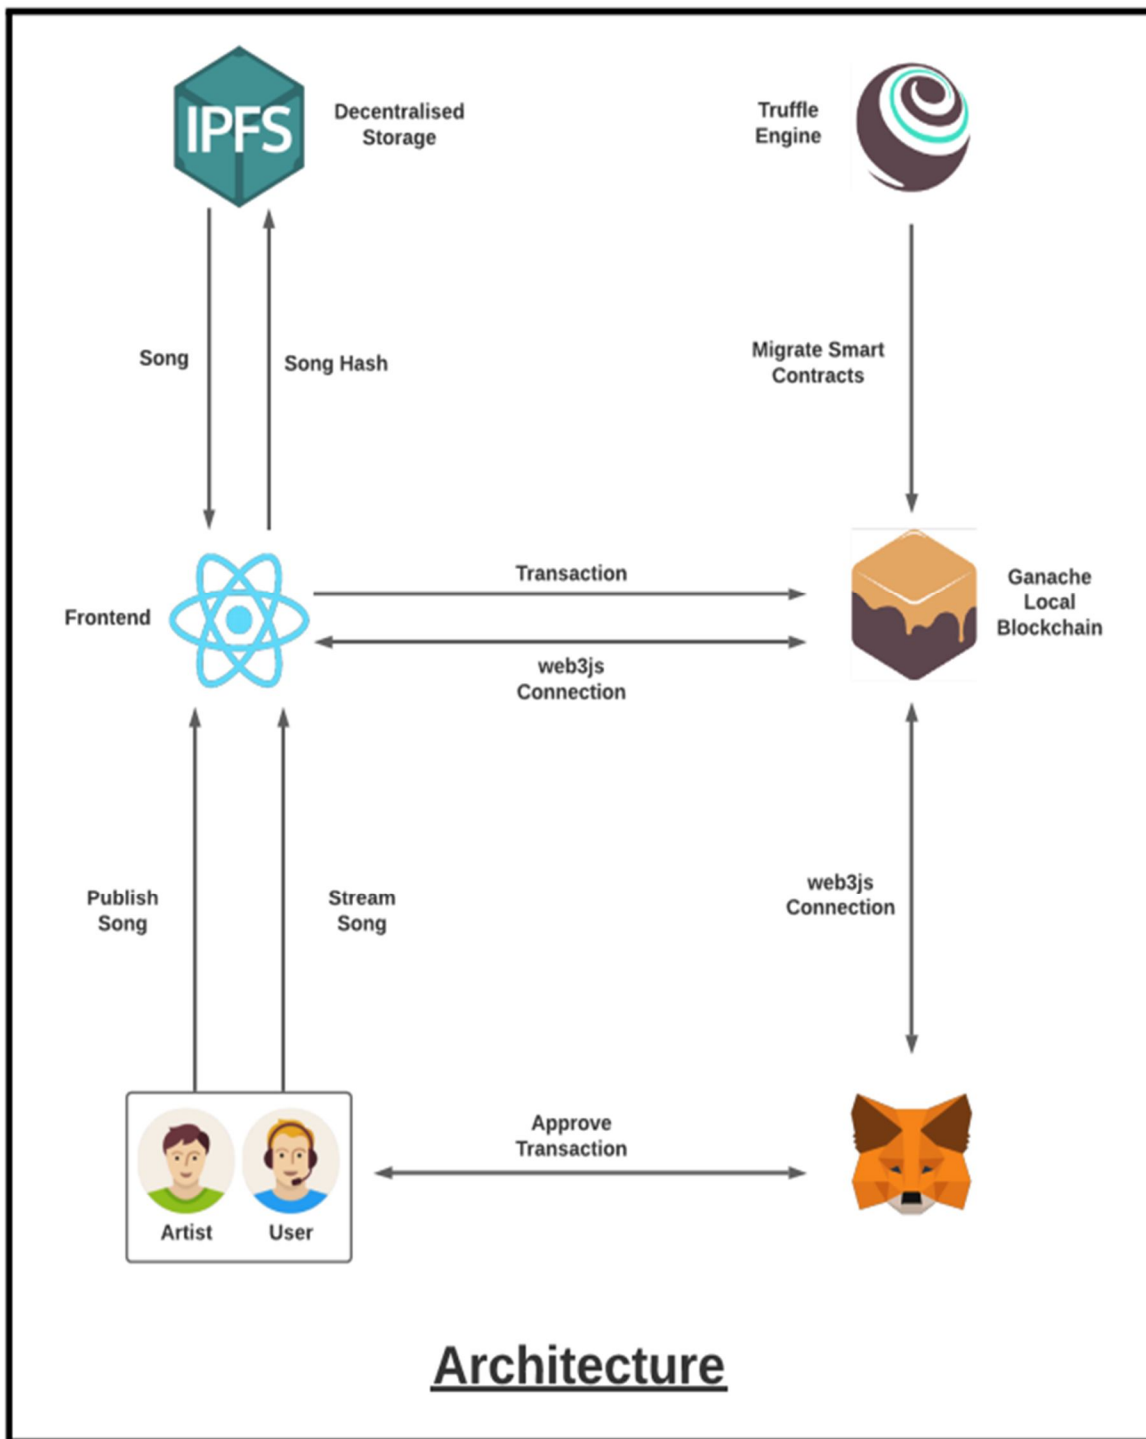 IPFS
Decentralised
Storage
Truffle
Engine
Song
Song Hash
Migrate Smart
Contracts
Frontend
Transaction
web3js
Connection
Ganache
Local
Blockchain
Publish
Song
Stream
Song
web3js
Connection
Artist
User
Approve
Transaction
Architecture